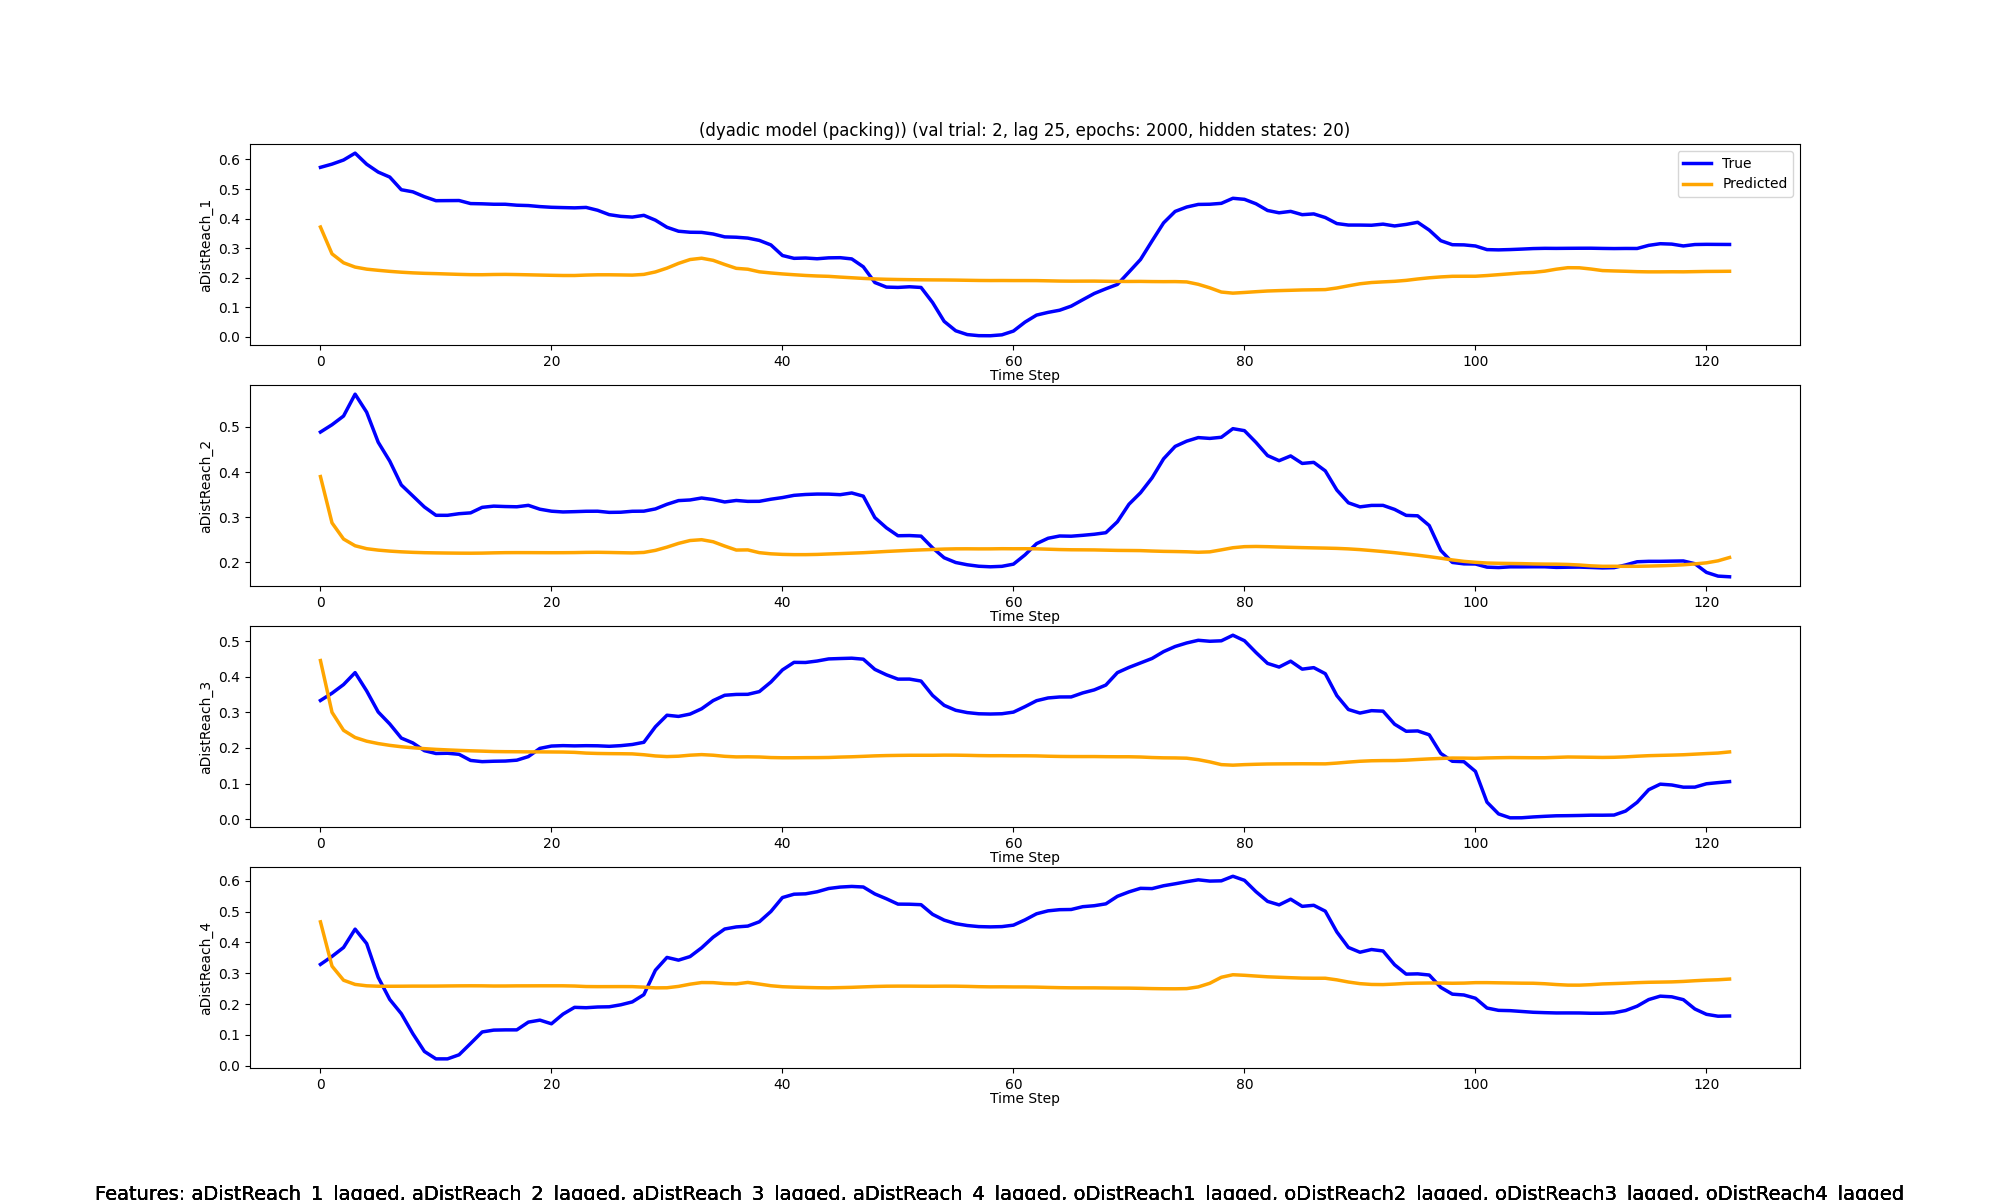 (dyadic model (packing)) (val trial: 2, lag 25, epochs: 2000, hidden states: 20)
True
Predicted
aDistReach_1
0.6
0.5
0.4
0.3
0.2
0.1
0.0
0 20 40 60 80 100 120
Time Step
aDistReach_2
0.5
0.4
0.3
0.2
0 20 40 60 80 100 120
Time Step
aDistReach_3
0.5
0.4
0.3
0.2
0.1
0.0
0 20 40 60 80 100 120
Time Step
aDistReach_4
0.6
0.5
0.4
0.3
0.2
0.1
0.0
0 20 40 60 80 100 120
Time Step
Features: aDistReach_1_lagged, aDistReach_2_lagged, aDistReach_3_lagged, aDistReach_4_lagged, oDistReach1_lagged, oDistReach2_lagged, oDistReach3_lagged, oDistReach4_lagged